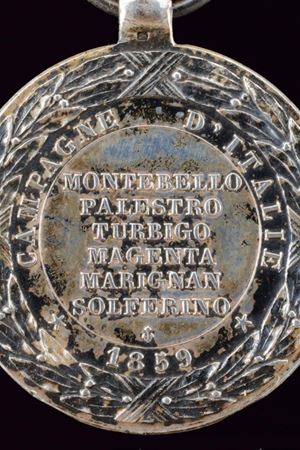 CAMPAGNE D'ITALIE
MONTEBELLO
PALESTRO
TURBIGO
MAGENTA
MARIGNAN
SOLFERINO
1859